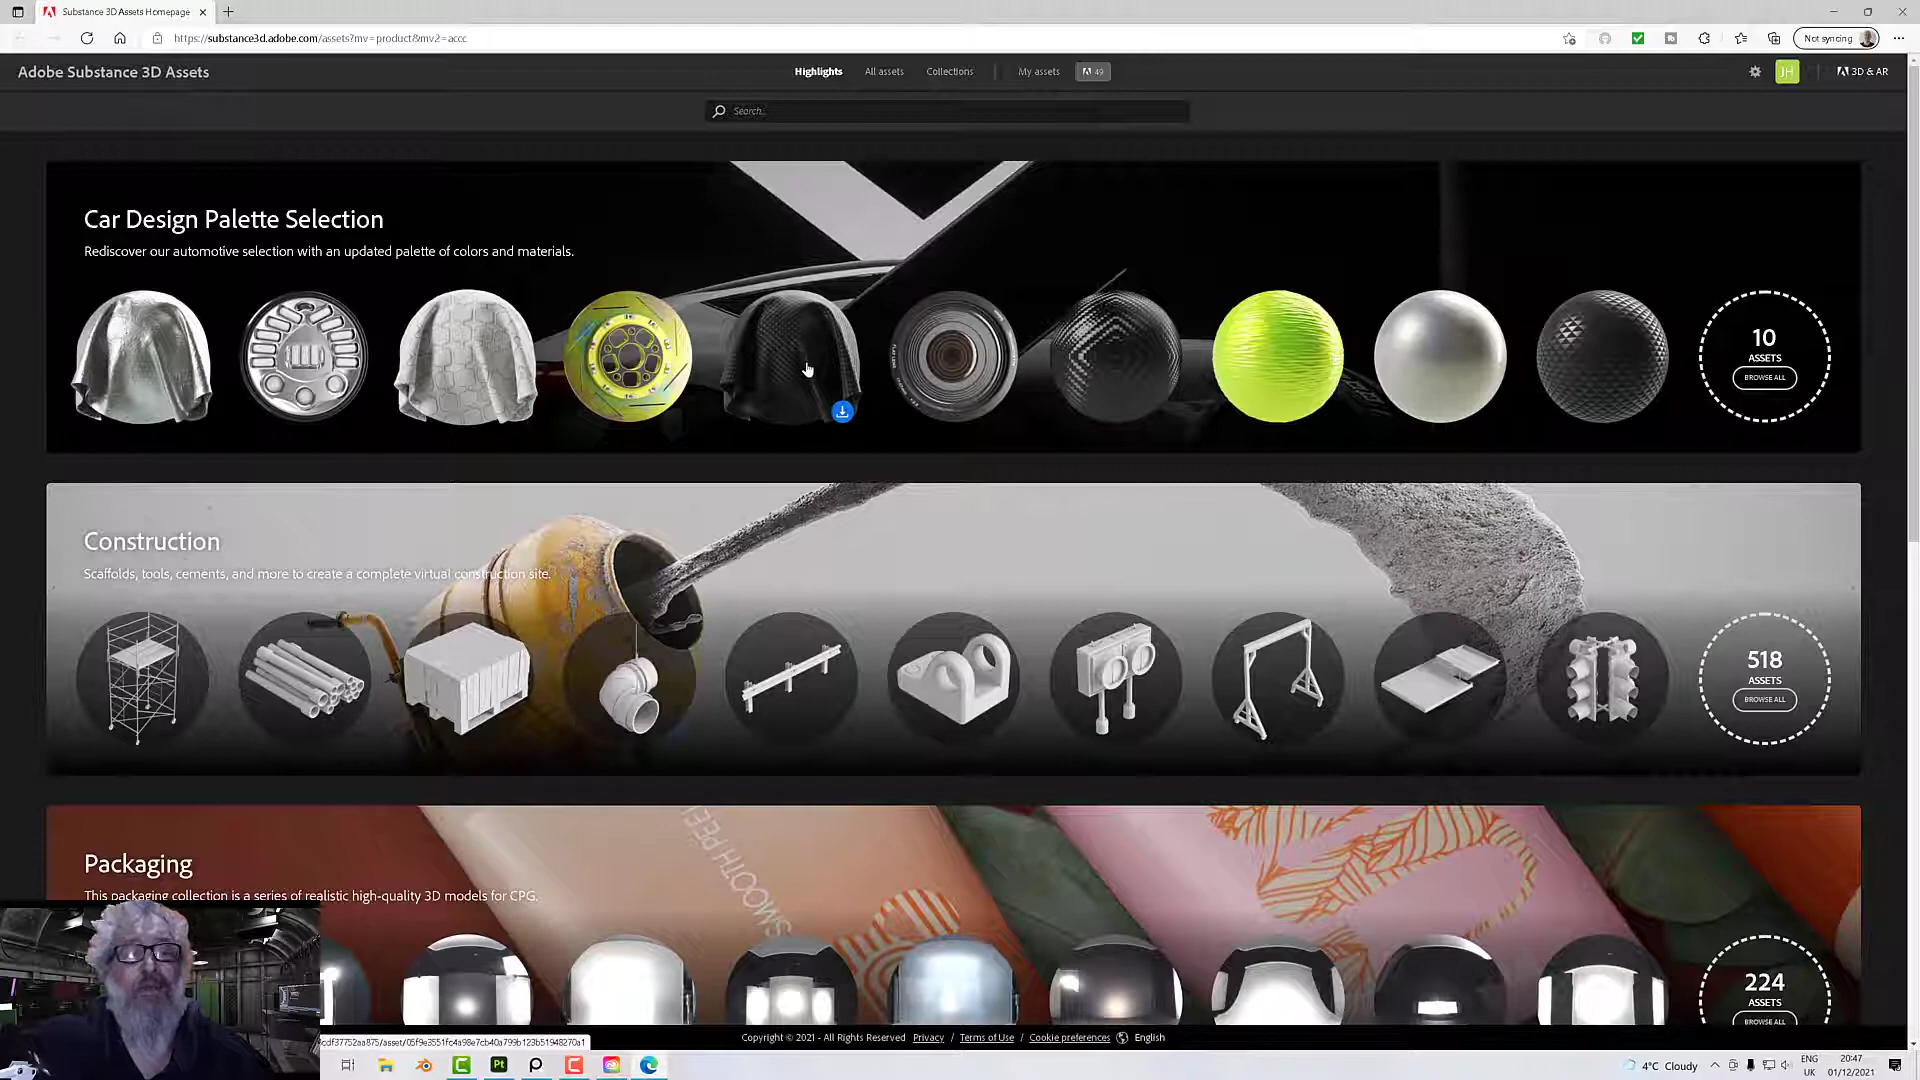 Substance 3D Assets Homepage
https://substance3d.adobe.com/assets?mv=product&mv2=accc
Not syncing
Adobe Substance 3D Assets
Highlights
All assets
Collections
My assets
49
JH
3D & AR
Search...
Car Design Palette Selection
Rediscover our automotive selection with an updated palette of colors and materials.
10
ASSETS
BROWSE ALL
Construction
Scaffolds, tools, cements, and more to create a complete virtual construction site.
518
ASSETS
BROWSE ALL
SMOOTH PEEL
Packaging
This packaging collection is a series of realistic high-quality 3D models for CPG.
224
ASSETS
BROWSE ALL
Copyright © 2021 - All Rights Reserved
Privacy
/
Terms of Use
/
Cookie preferences
English
Pt
4°C Cloudy
ENG
UK
20:47
01/12/2021